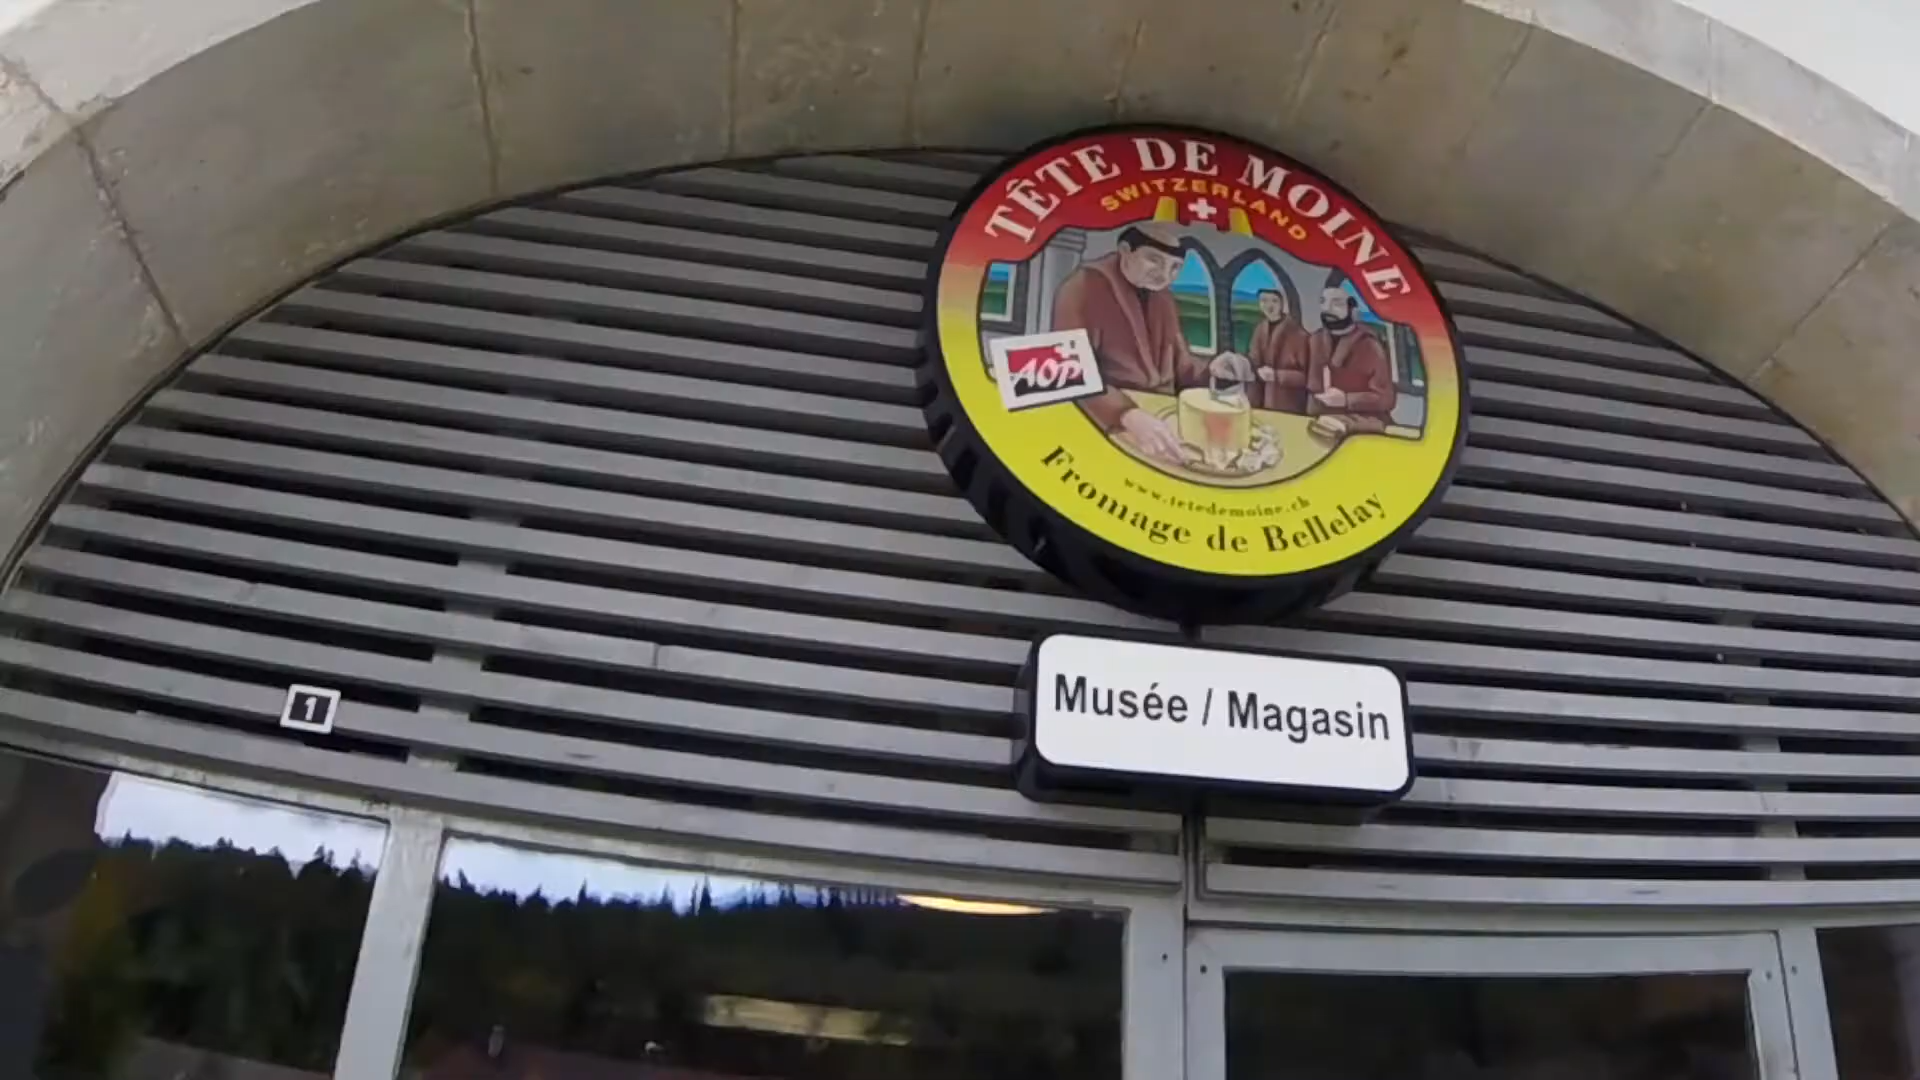 TÊTE DE MOINE
SWITZERLAND
AOP
www.tetedemoine.ch
Fromage de Bellelay
Musée / Magasin
1